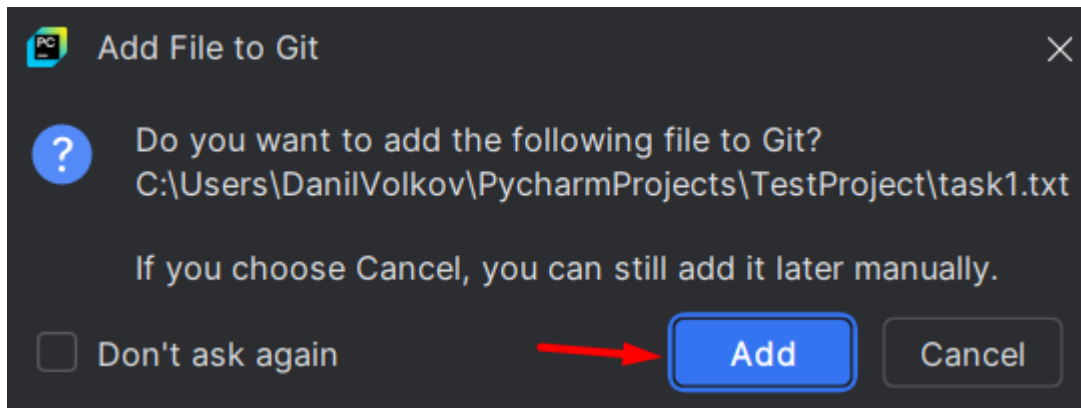 PC
Add File to Git
Do you want to add the following file to Git?
C:\Users\DanilVolkov\PycharmProjects\TestProject\task1.txt
If you choose Cancel, you can still add it later manually.
Don't ask again
Add
Cancel